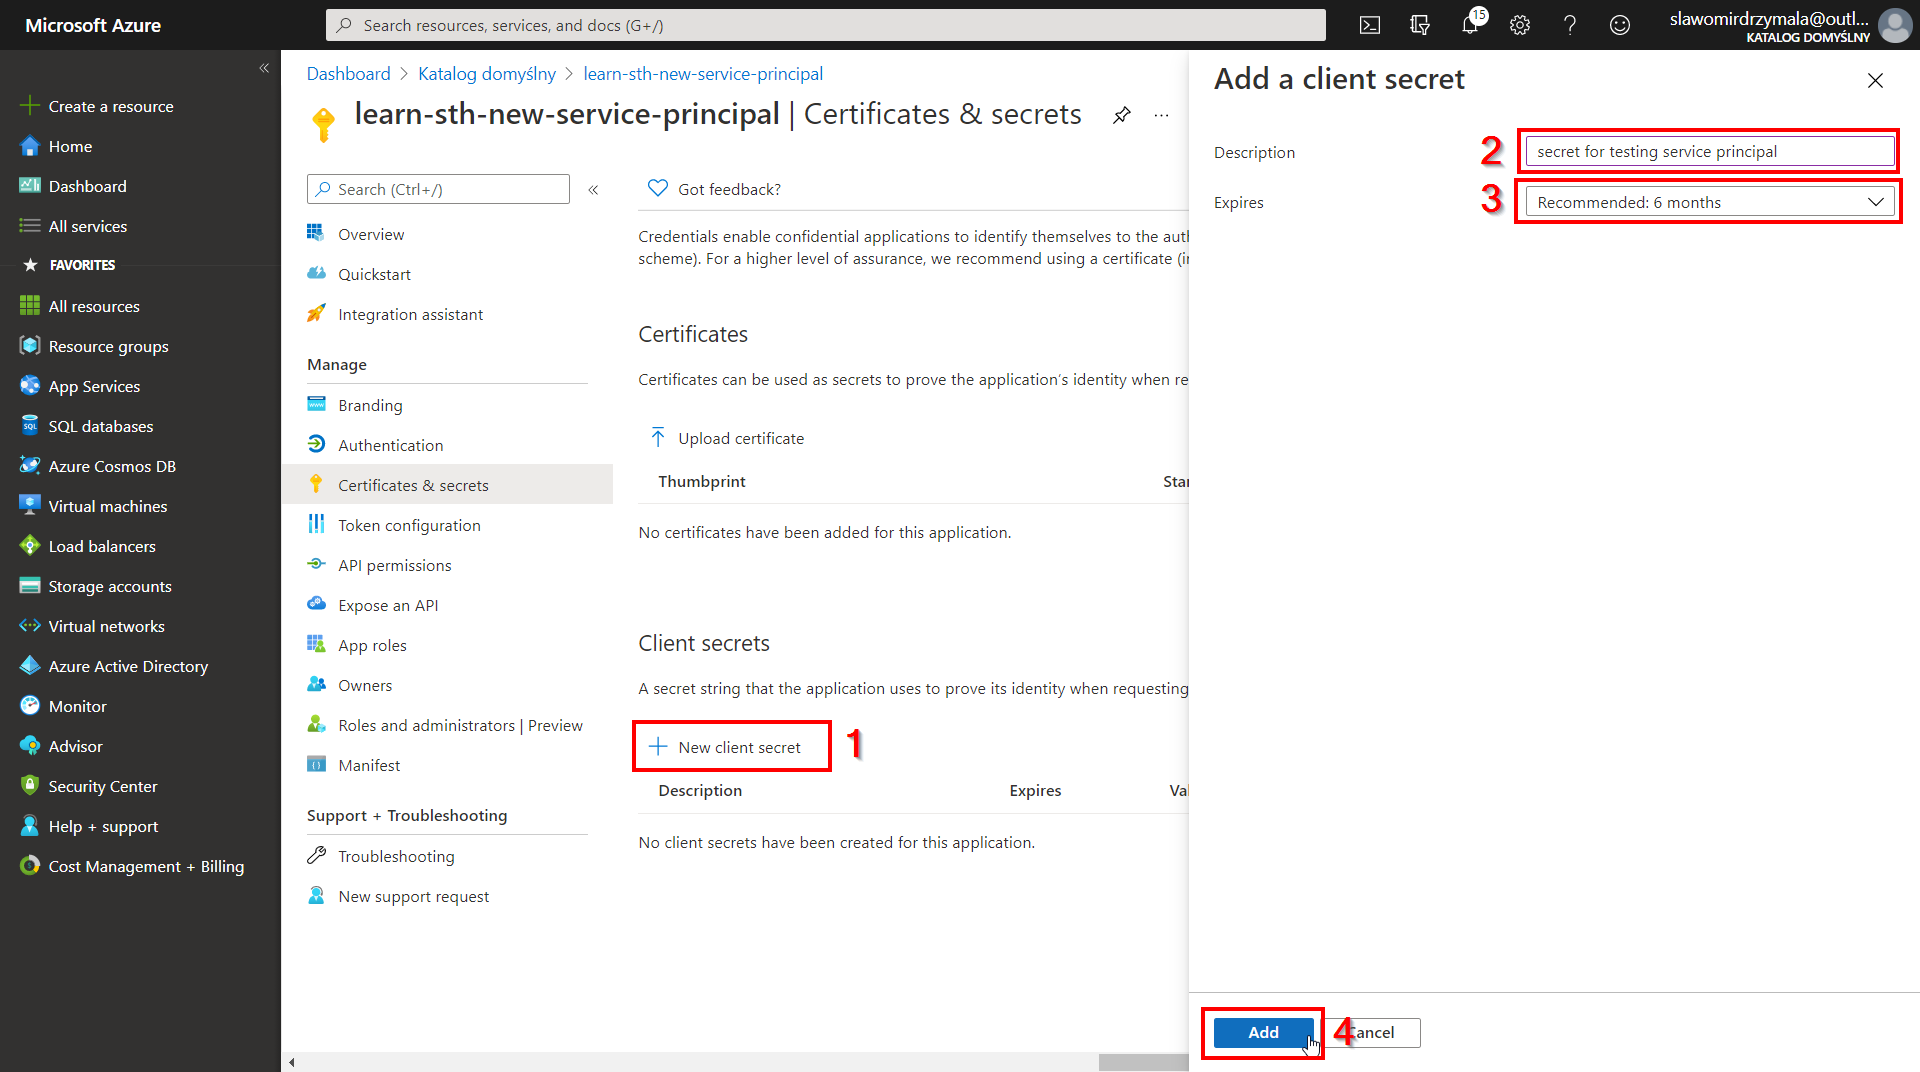 Microsoft Azure
Search resources, services, and docs (G+/)
15
slawomirdrzymala@outl...
KATALOG DOMYŚLNY
Create a resource
Home
Dashboard
All services
FAVORITES
All resources
Resource groups
App Services
SQL databases
Azure Cosmos DB
Virtual machines
Load balancers
Storage accounts
Virtual networks
Azure Active Directory
Monitor
Advisor
Security Center
Help + support
Cost Management + Billing
Dashboard > Katalog domyślny > learn-sth-new-service-principal
learn-sth-new-service-principal | Certificates & secrets
Search (Ctrl+/)
Overview
Quickstart
Integration assistant
Manage
Branding
Authentication
Certificates & secrets
Token configuration
API permissions
Expose an API
App roles
Owners
Roles and administrators | Preview
Manifest
Support + Troubleshooting
Troubleshooting
New support request
Got feedback?
Credentials enable confidential applications to identify themselves to the aut
scheme). For a higher level of assurance, we recommend using a certificate (i
Certificates
Certificates can be used as secrets to prove the application's identity when re
Upload certificate
Thumbprint Star
No certificates have been added for this application.
Client secrets
A secret string that the application uses to prove its identity when requesting
New client secret 1
Description Expires Val
No client secrets have been created for this application.
Add a client secret
Description 2 secret for testing service principal
Expires 3 Recommended: 6 months
Add 4 Cancel